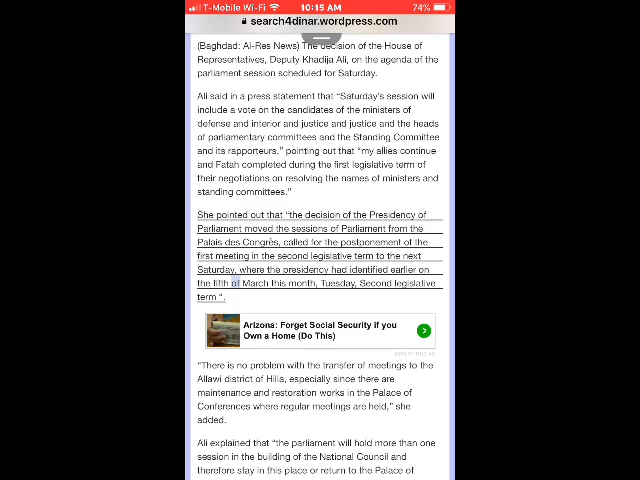 T-Mobile Wi-Fi 10:15 AM 74%
search4dinar.wordpress.com
(Baghdad: Al-Res News) The decision of the House of
Representatives, Deputy Khadija Ali, on the agenda of the
parliament session scheduled for Saturday.
Ali said in a press statement that “Saturday’s session will
include a vote on the candidates of the ministers of
defense and interior and justice and justice and the heads
of parliamentary committees and the Standing Committee
and its rapporteurs,” pointing out that “my allies continue
and Fatah completed during the first legislative term of
their negotiations on resolving the names of ministers and
standing committees.”
She pointed out that “the decision of the Presidency of
Parliament moved the sessions of Parliament from the
Palais des Congrès, called for the postponement of the
first meeting in the second legislative term to the next
Saturday, where the presidency had identified earlier on
the fifth of March this month, Tuesday, Second legislative
term “.
Arizona: Forget Social Security if you
Own a Home (Do This)
REPORT THIS AD
“There is no problem with the transfer of meetings to the
Allawi district of Hilla, especially since there are
maintenance and restoration works in the Palace of
Conferences where regular meetings are held,” she
added.
Ali explained that “the parliament will hold more than one
session in the building of the National Council and
therefore stay in this place or return to the Palace of